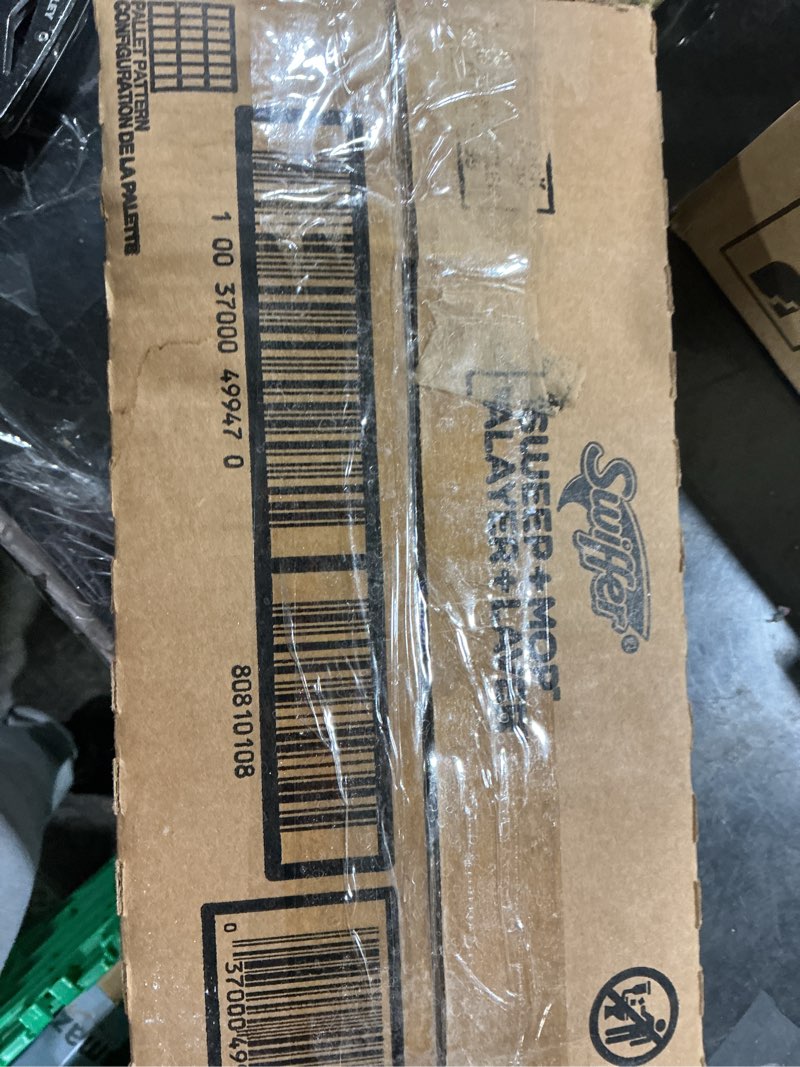 PALLET PATTERN
CONFIGURATION DE LA PALETTE
1 00 37000 49947 0
80810108
0 37000 49
Swiffer®
SWEEP + MOP
BALAYER + LAVER